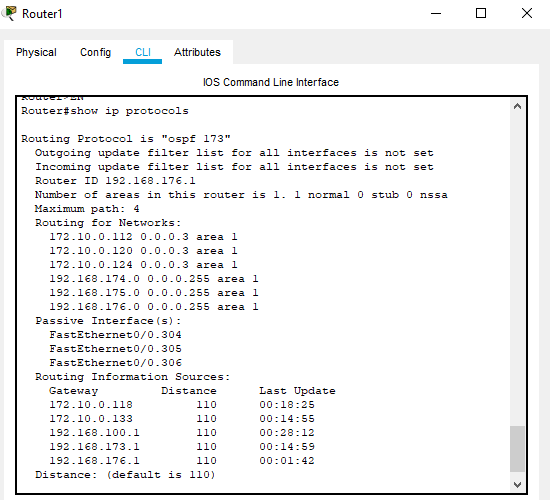 Router1
Physical Config CLI Attributes
IOS Command Line Interface
Router>EN
Router#show ip protocols
Routing Protocol is "ospf 173"
Outgoing update filter list for all interfaces is not set
Incoming update filter list for all interfaces is not set
Router ID 192.168.176.1
Number of areas in this router is 1. 1 normal 0 stub 0 nssa
Maximum path: 4
Routing for Networks:
172.10.0.112 0.0.0.3 area 1
172.10.0.120 0.0.0.3 area 1
172.10.0.124 0.0.0.3 area 1
192.168.174.0 0.0.0.255 area 1
192.168.175.0 0.0.0.255 area 1
192.168.176.0 0.0.0.255 area 1
Passive Interface(s):
FastEthernet0/0.304
FastEthernet0/0.305
FastEthernet0/0.306
Routing Information Sources:
Gateway Distance Last Update
172.10.0.118 110 00:18:25
172.10.0.133 110 00:14:55
192.168.100.1 110 00:28:12
192.168.173.1 110 00:14:59
192.168.176.1 110 00:01:42
Distance: (default is 110)